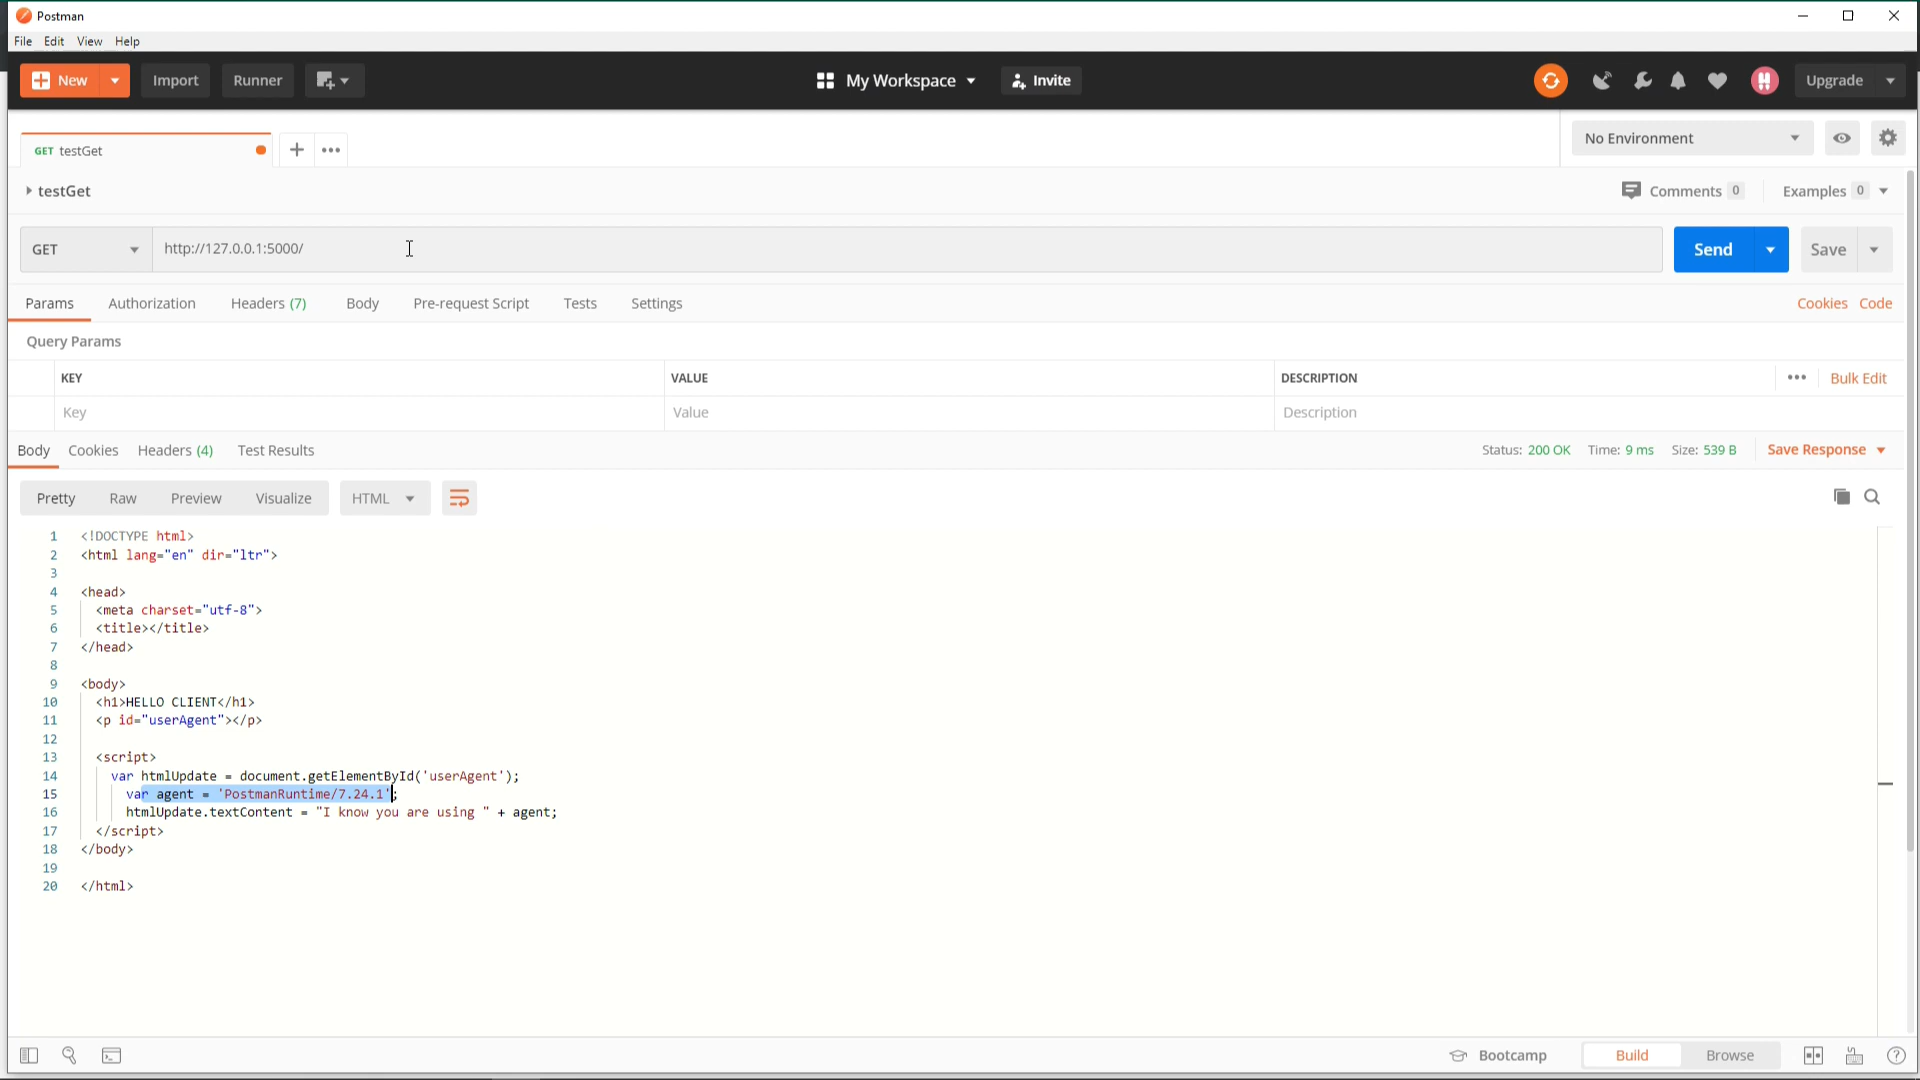 Postman
File Edit View Help
New Import Runner My Workspace Invite Upgrade
GET testGet No Environment
testGet Comments 0 Examples 0
GET http://127.0.0.1:5000/ Send Save
Params Authorization Headers (7) Body Pre-request Script Tests Settings Cookies Code
Query Params
KEY VALUE DESCRIPTION Bulk Edit
Key Value Description
Body Cookies Headers (4) Test Results Status: 200 OK Time: 9 ms Size: 539 B Save Response
Pretty Raw Preview Visualize HTML
1 <!DOCTYPE html>
2 <html lang="en" dir="ltr">
3
4 <head>
5 <meta charset="utf-8">
6 <title></title>
7 </head>
8
9 <body>
10 <h1>HELLO CLIENT</h1>
11 <p id="userAgent"></p>
12
13 <script>
14 var htmlUpdate = document.getElementById('userAgent');
15 var agent = 'PostmanRuntime/7.24.1';
16 htmlUpdate.textContent = "I know you are using " + agent;
17 </script>
18 </body>
19
20 </html>
Bootcamp Build Browse